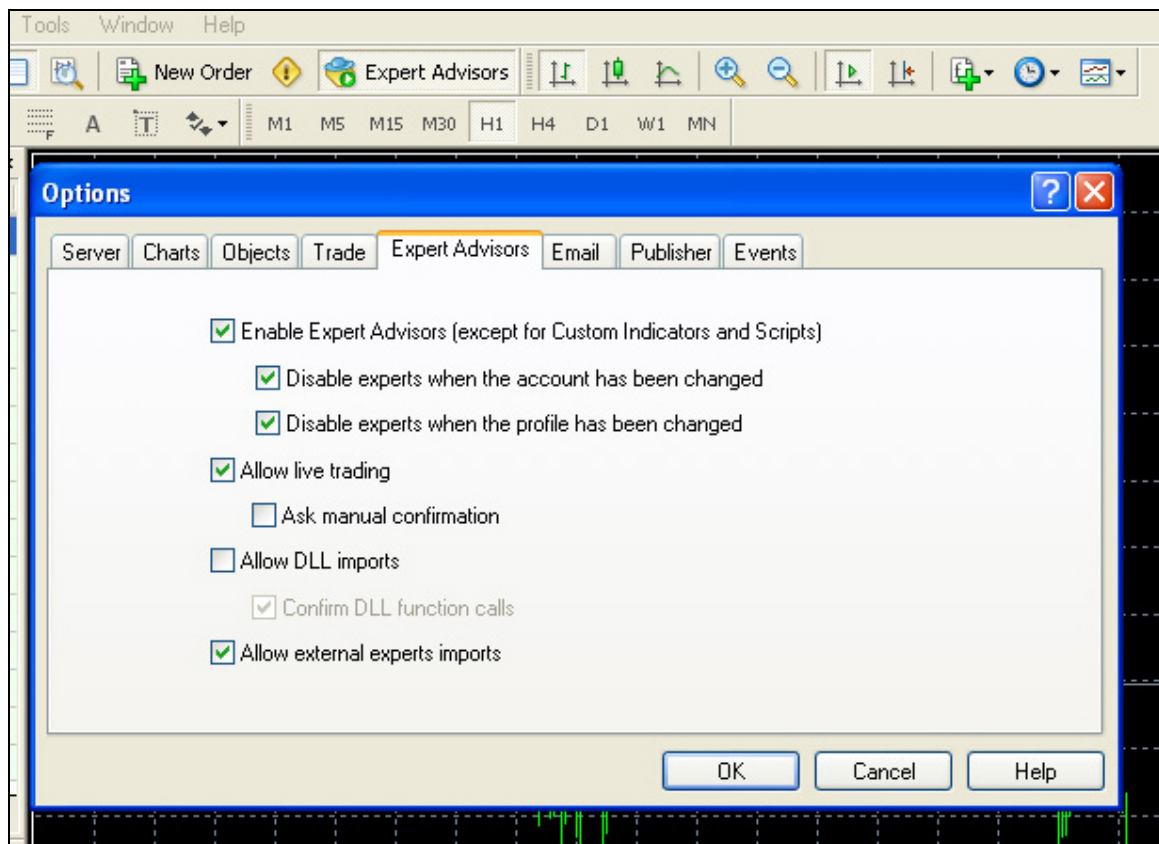 Tools Window Help
New Order Expert Advisors
F A T M1 M5 M15 M30 H1 H4 D1 W1 MN
Options
Server Charts Objects Trade Expert Advisors Email Publisher Events
Enable Expert Advisors (except for Custom Indicators and Scripts)
Disable experts when the account has been changed
Disable experts when the profile has been changed
Allow live trading
Ask manual confirmation
Allow DLL imports
Confirm DLL function calls
Allow external experts imports
OK Cancel Help